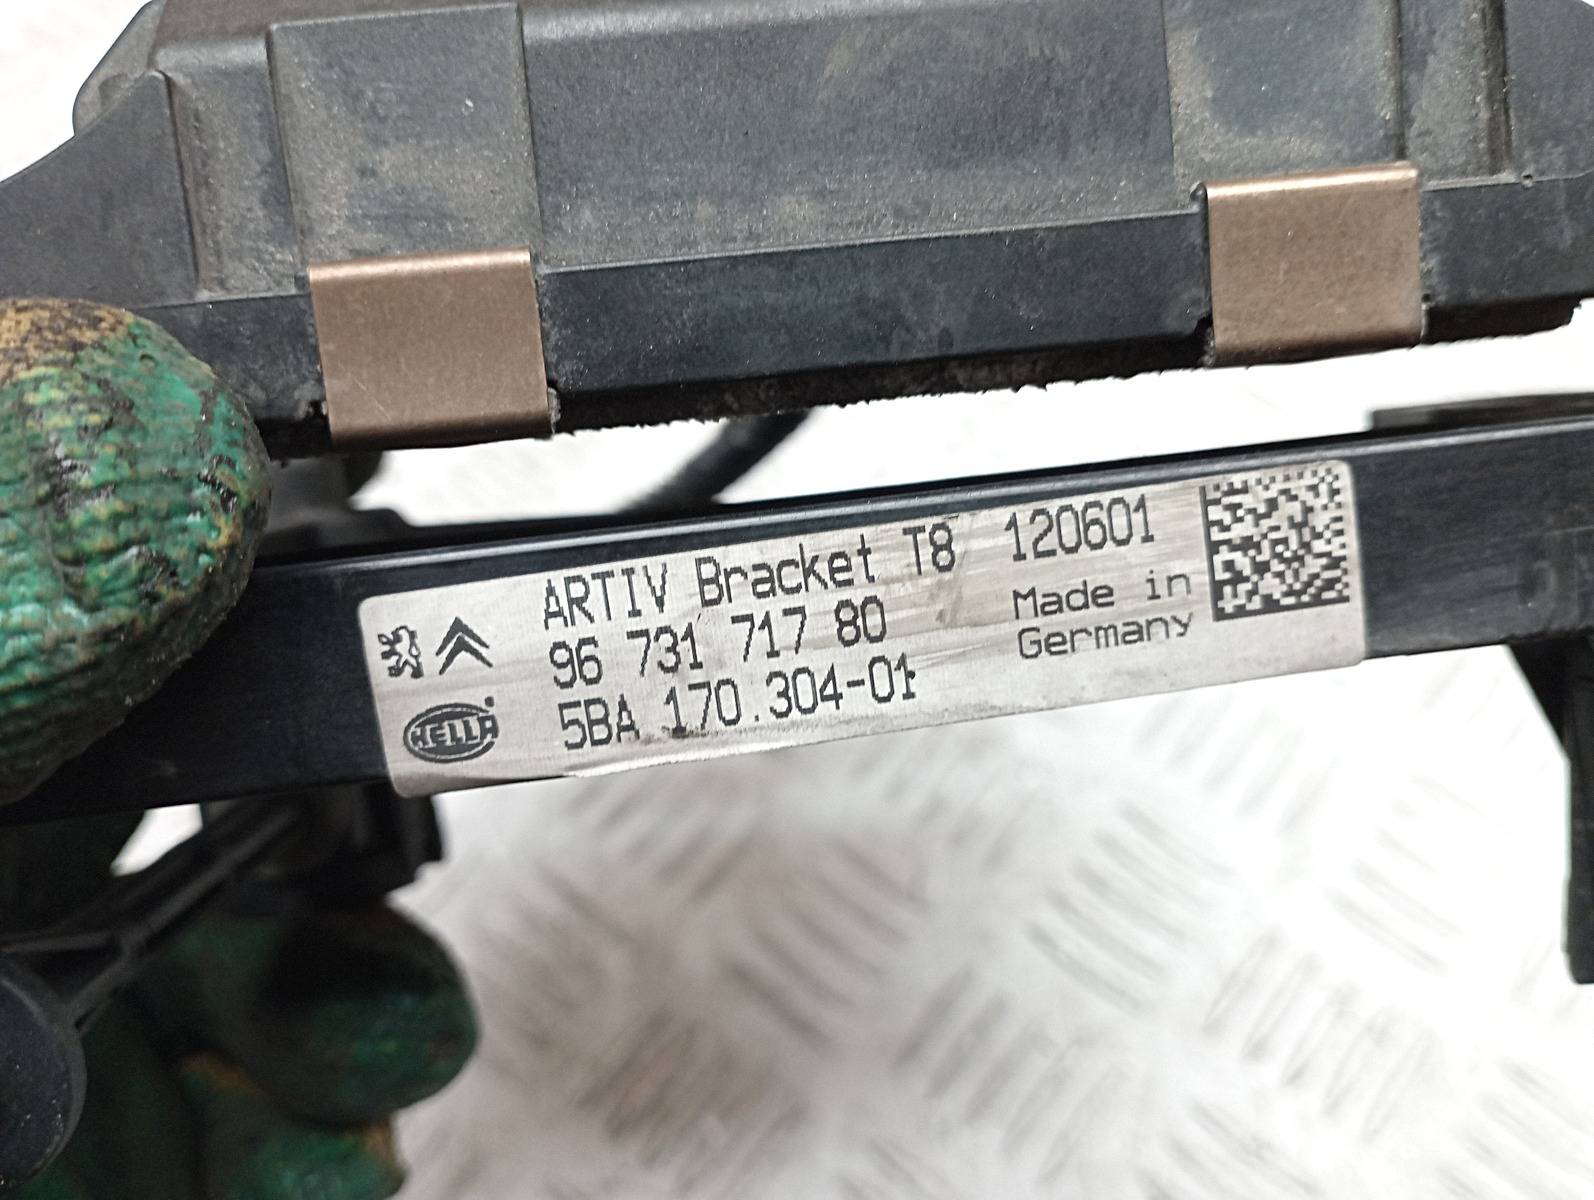 ARTIV Bracket T8 120601
96 731 717 80
Made in
Germany
HELLA
5BA 170.304-01